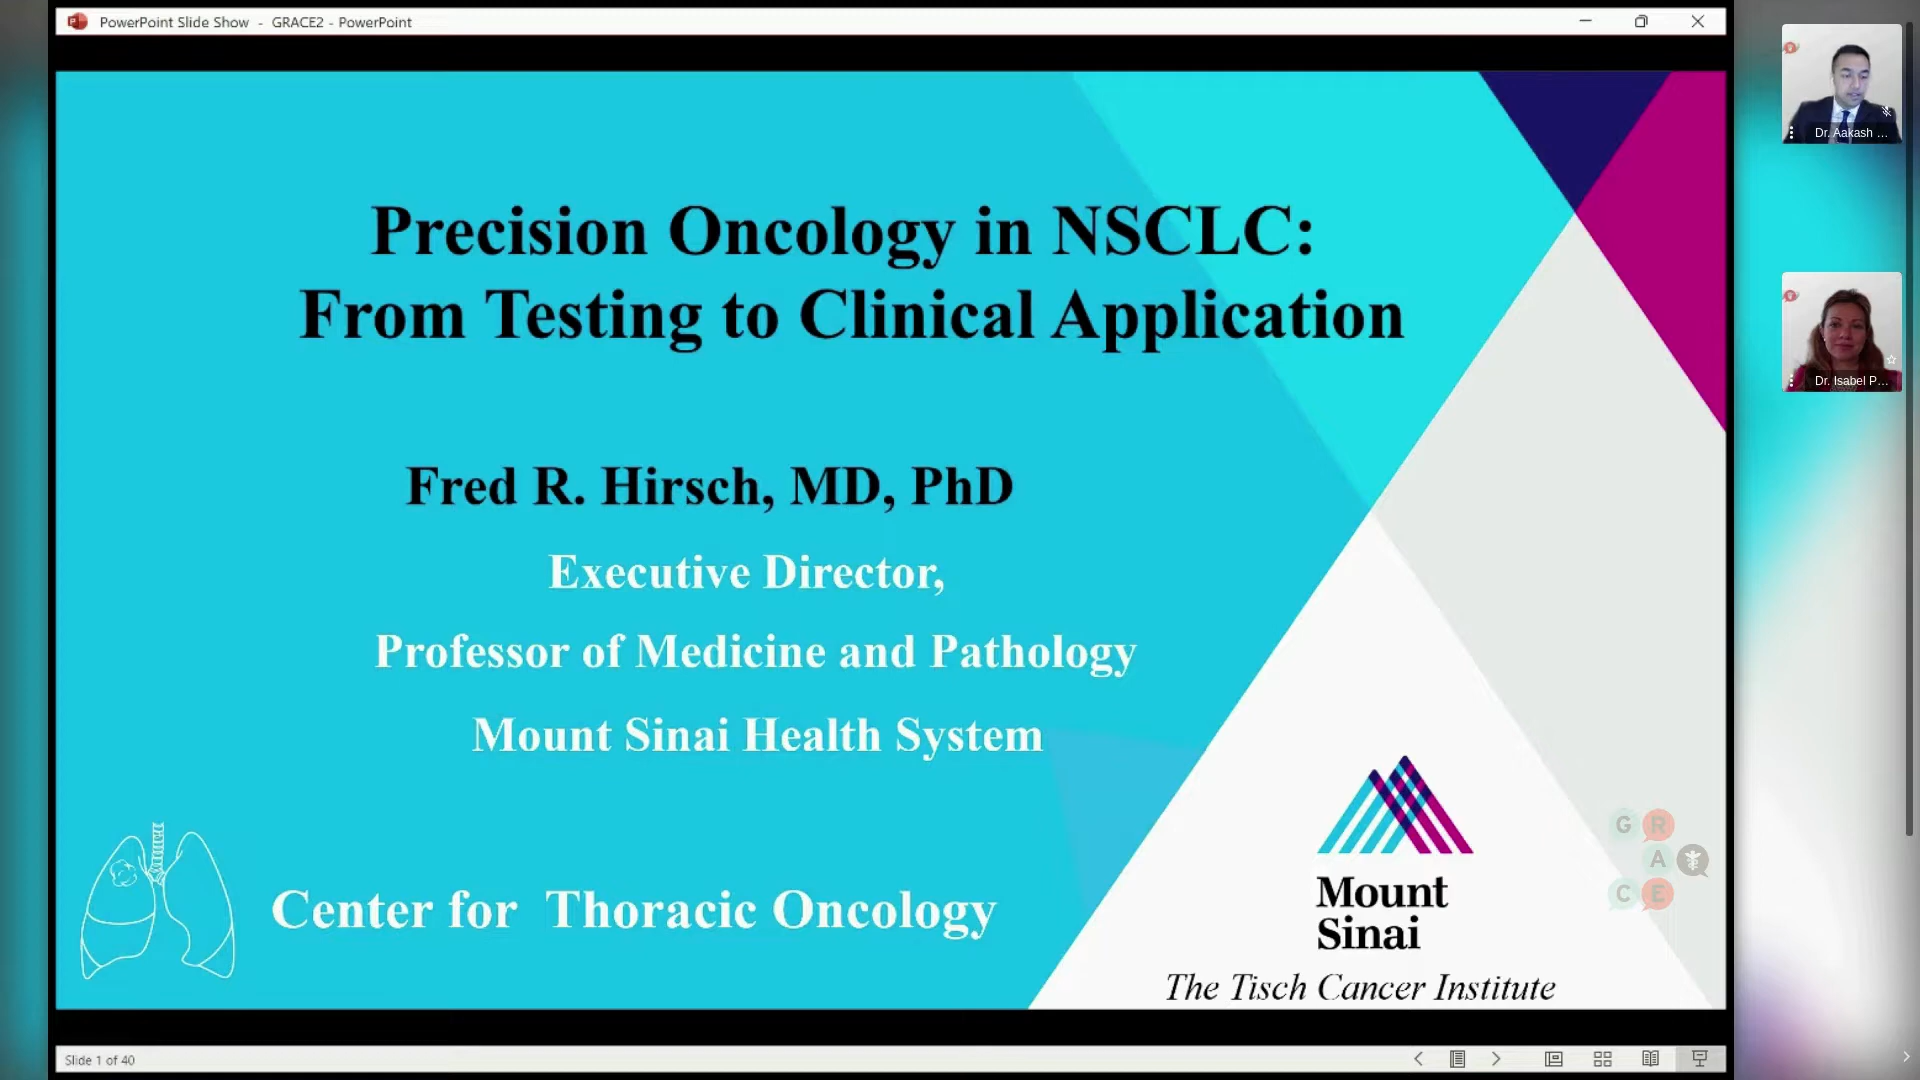 PowerPoint Slide Show - GRACE2 - PowerPoint
Precision Oncology in NSCLC:
From Testing to Clinical Application
Fred R. Hirsch, MD, PhD
Executive Director,
Professor of Medicine and Pathology
Mount Sinai Health System
Center for Thoracic Oncology
Mount
Sinai
The Tisch Cancer Institute
G R
A
C E
Slide 1 of 40
Dr. Aakash ...
Dr. Isabel P...